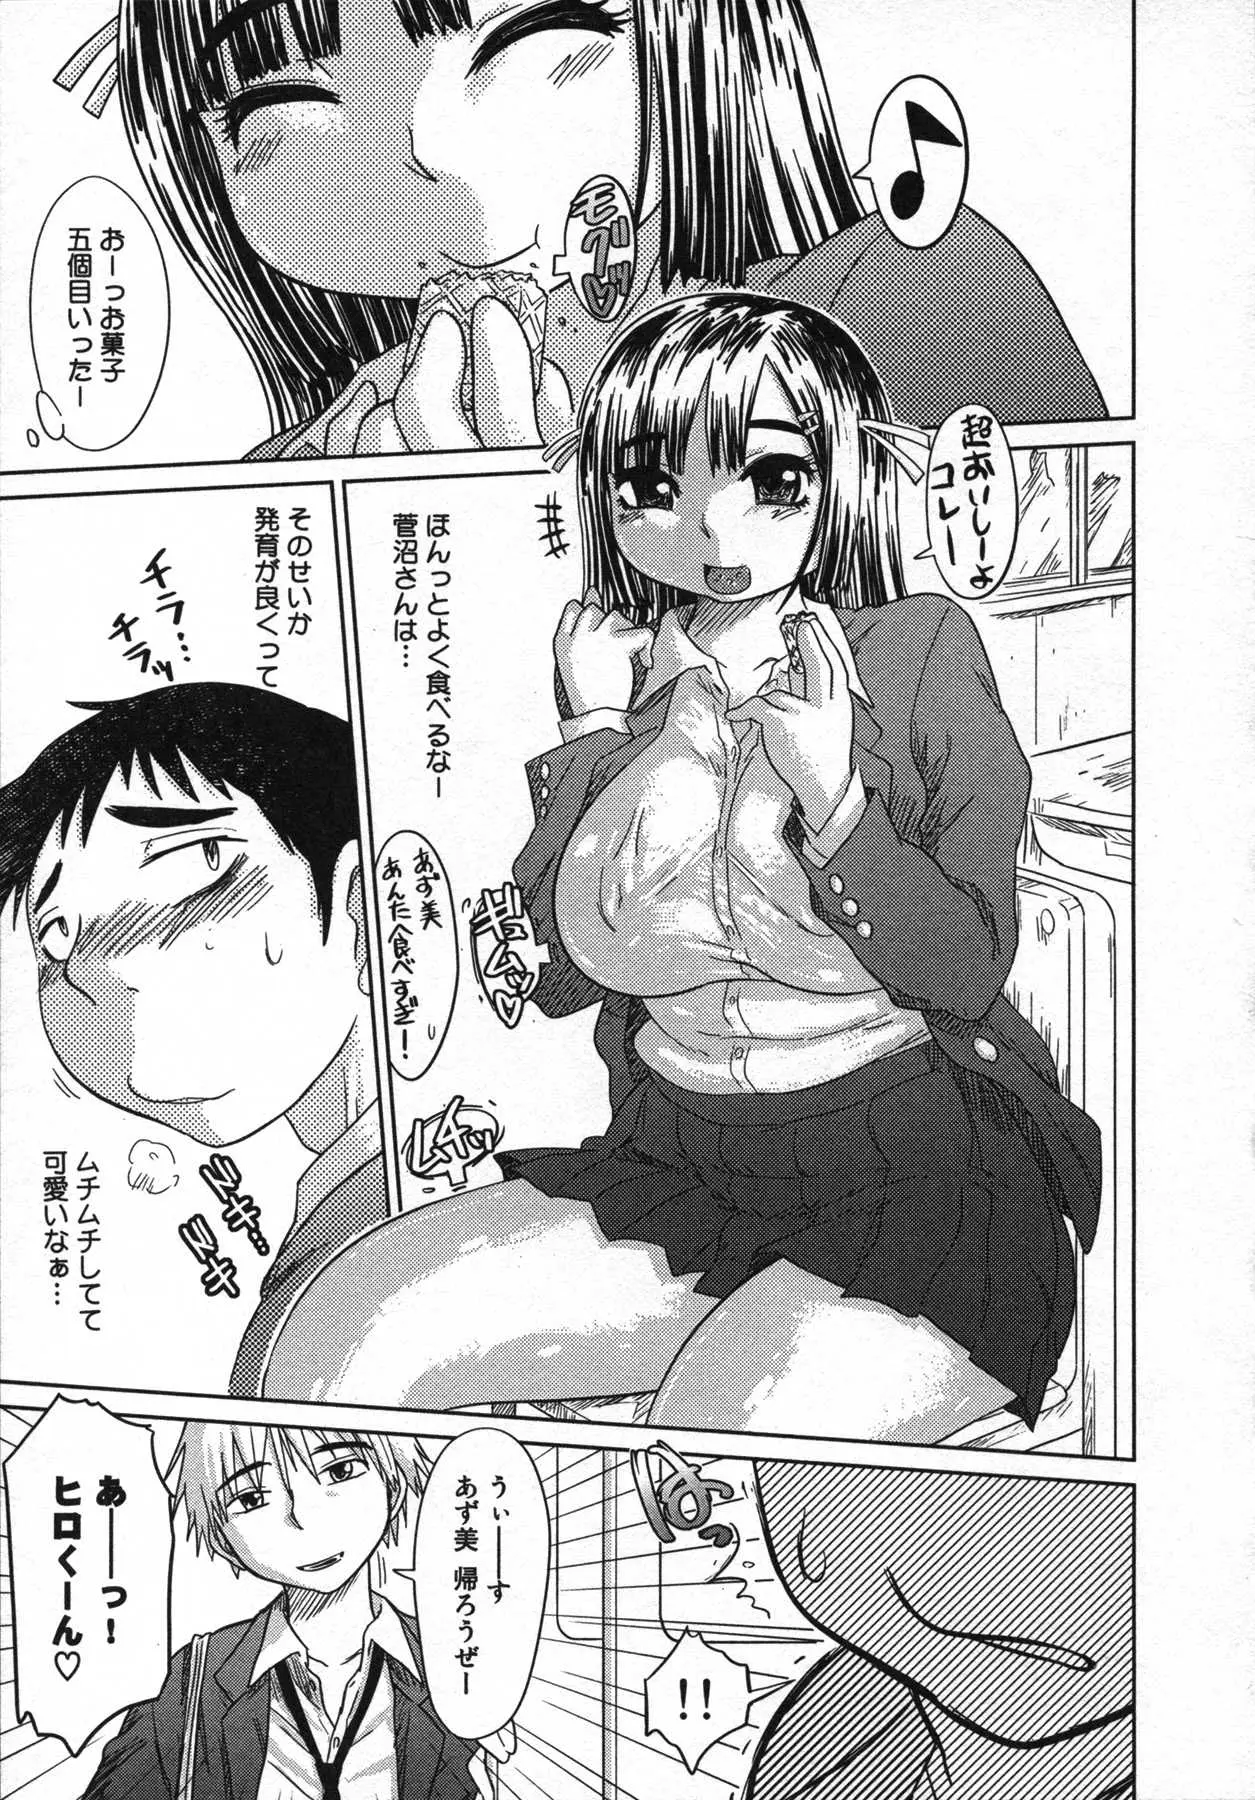 ♪
モグッ♡
おーっお菓子
五個目いったー
超おいしーよ
コレー
ほんっとよく食べるなー
菅沼さんは…
あず美
あんた食べすぎ!
ギュムッ♡
ムチッ
そのせいか
発育が良くって
チラ…
チラッ
ムチムチしてて
可愛いなぁ…
ドキ…
ドキ
!!
うぃーーす
あず美 帰ろうぜー
あーーっ!
ヒロくーん♡